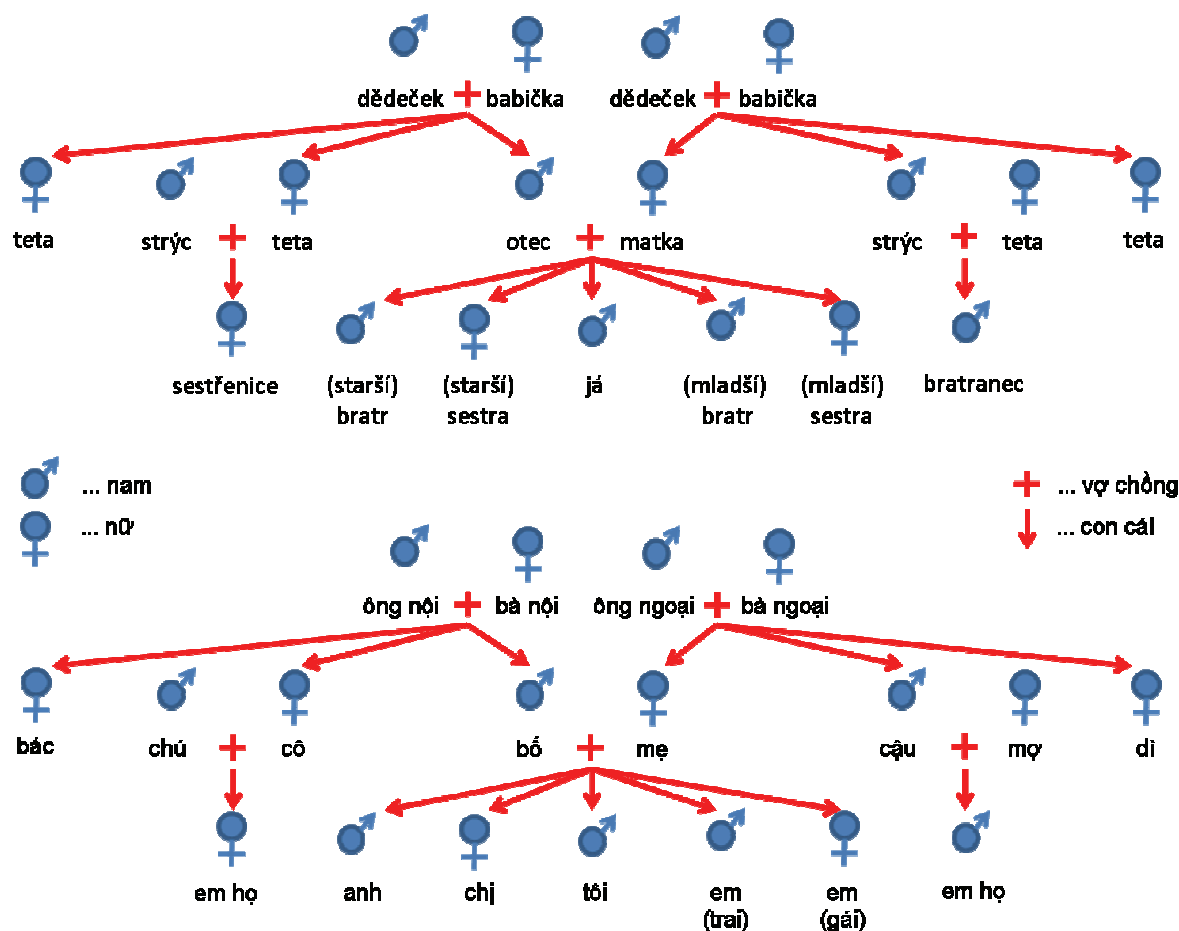 dědeček + babička dědeček + babička
teta strýc + teta otec + matka strýc + teta teta
sestřenice (starší) (starší) já (mladší) (mladší) bratranec
bratr sestra bratr sestra
... nam + ... vợ chồng
... nữ ... con cái
ông nội + bà nội ông ngoại + bà ngoại
bác chú + cô bố + mẹ cậu + mợ dì
em họ anh chị tôi em em em họ
(trai) (gái)